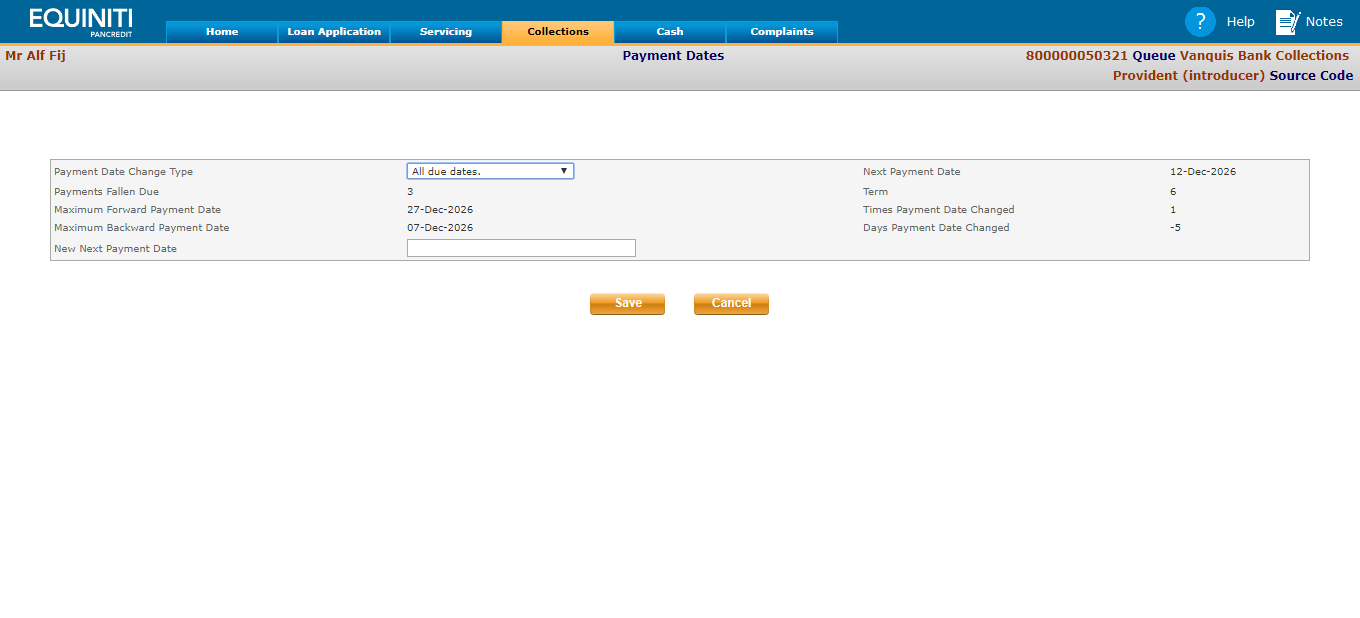 EQUINITI
PANCREDIT
Home Loan Application Servicing Collections Cash Complaints
? Help Notes
Mr Alf Fij Payment Dates 800000050321 Queue Vanquis Bank Collections
Provident (introducer) Source Code
Payment Date Change Type All due dates. Next Payment Date 12-Dec-2026
Payments Fallen Due 3 Term 6
Maximum Forward Payment Date 27-Dec-2026 Times Payment Date Changed 1
Maximum Backward Payment Date 07-Dec-2026 Days Payment Date Changed -5
New Next Payment Date
Save Cancel